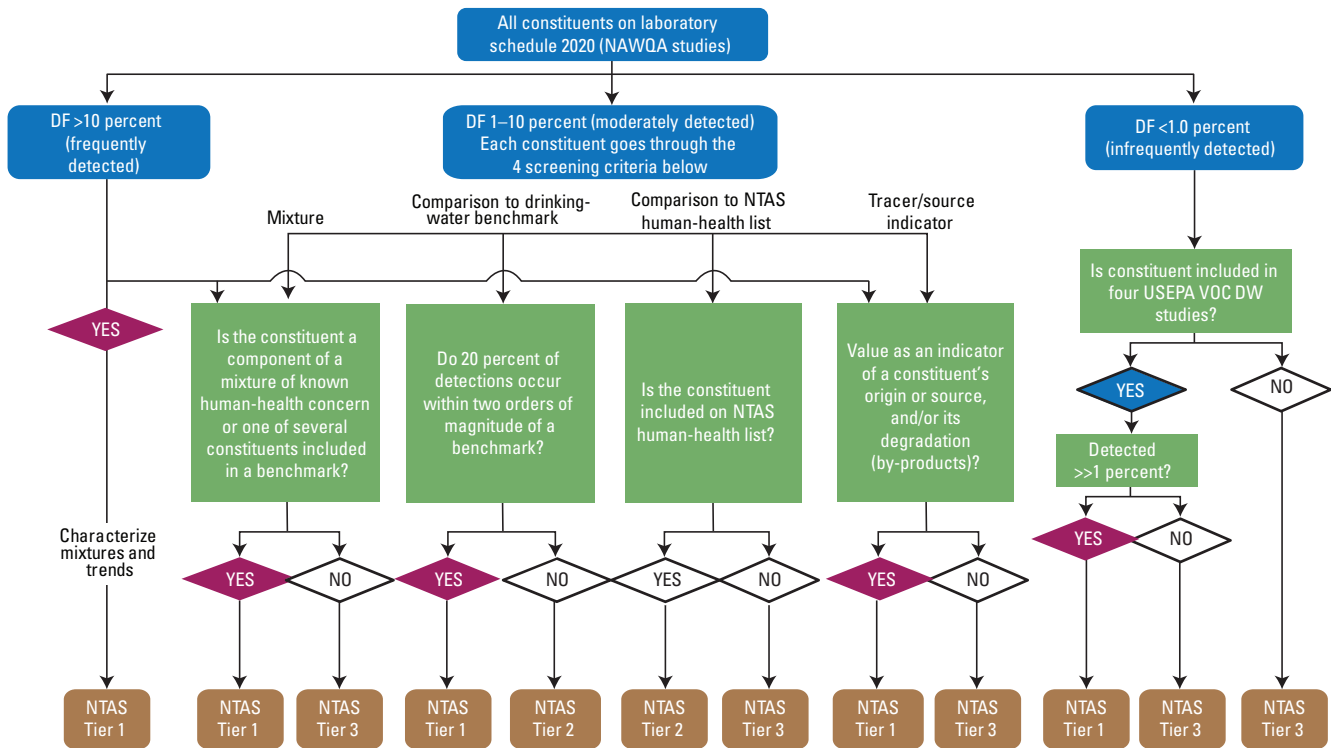 All constituents on laboratory
schedule 2020 (NAWQA studies)
DF >10 percent
(frequently
detected)
DF 1–10 percent (moderately detected)
Each constituent goes through the
4 screening criteria below
DF <1.0 percent
(infrequently detected)
Mixture
Comparison to drinking-
water benchmark
Comparison to NTAS
human-health list
Tracer/source
indicator
YES
Is the constituent a
component of a
mixture of known
human-health concern
or one of several
constituents included
in a benchmark?
Do 20 percent of
detections occur
within two orders of
magnitude of a
benchmark?
Is the constituent
included on NTAS
human-health list?
Value as an indicator
of a constituent's
origin or source,
and/or its
degradation
(by-products)?
Is constituent included in
four USEPA VOC DW
studies?
YES
NO
Detected
>>1 percent?
Characterize
mixtures and
trends
YES
NO
YES
NO
YES
NO
YES
NO
YES
NO
NTAS
Tier 1
NTAS
Tier 1
NTAS
Tier 3
NTAS
Tier 1
NTAS
Tier 2
NTAS
Tier 2
NTAS
Tier 3
NTAS
Tier 1
NTAS
Tier 3
NTAS
Tier 1
NTAS
Tier 3
NTAS
Tier 3